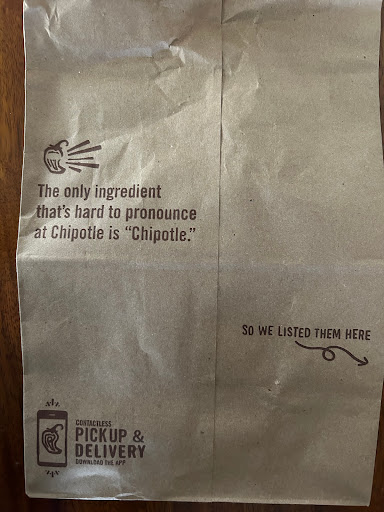 The only ingredient
that's hard to pronounce
at Chipotle is “Chipotle.”
SO WE LISTED THEM HERE
CONTACTLESS
PICKUP &
DELIVERY
DOWNLOAD THE APP